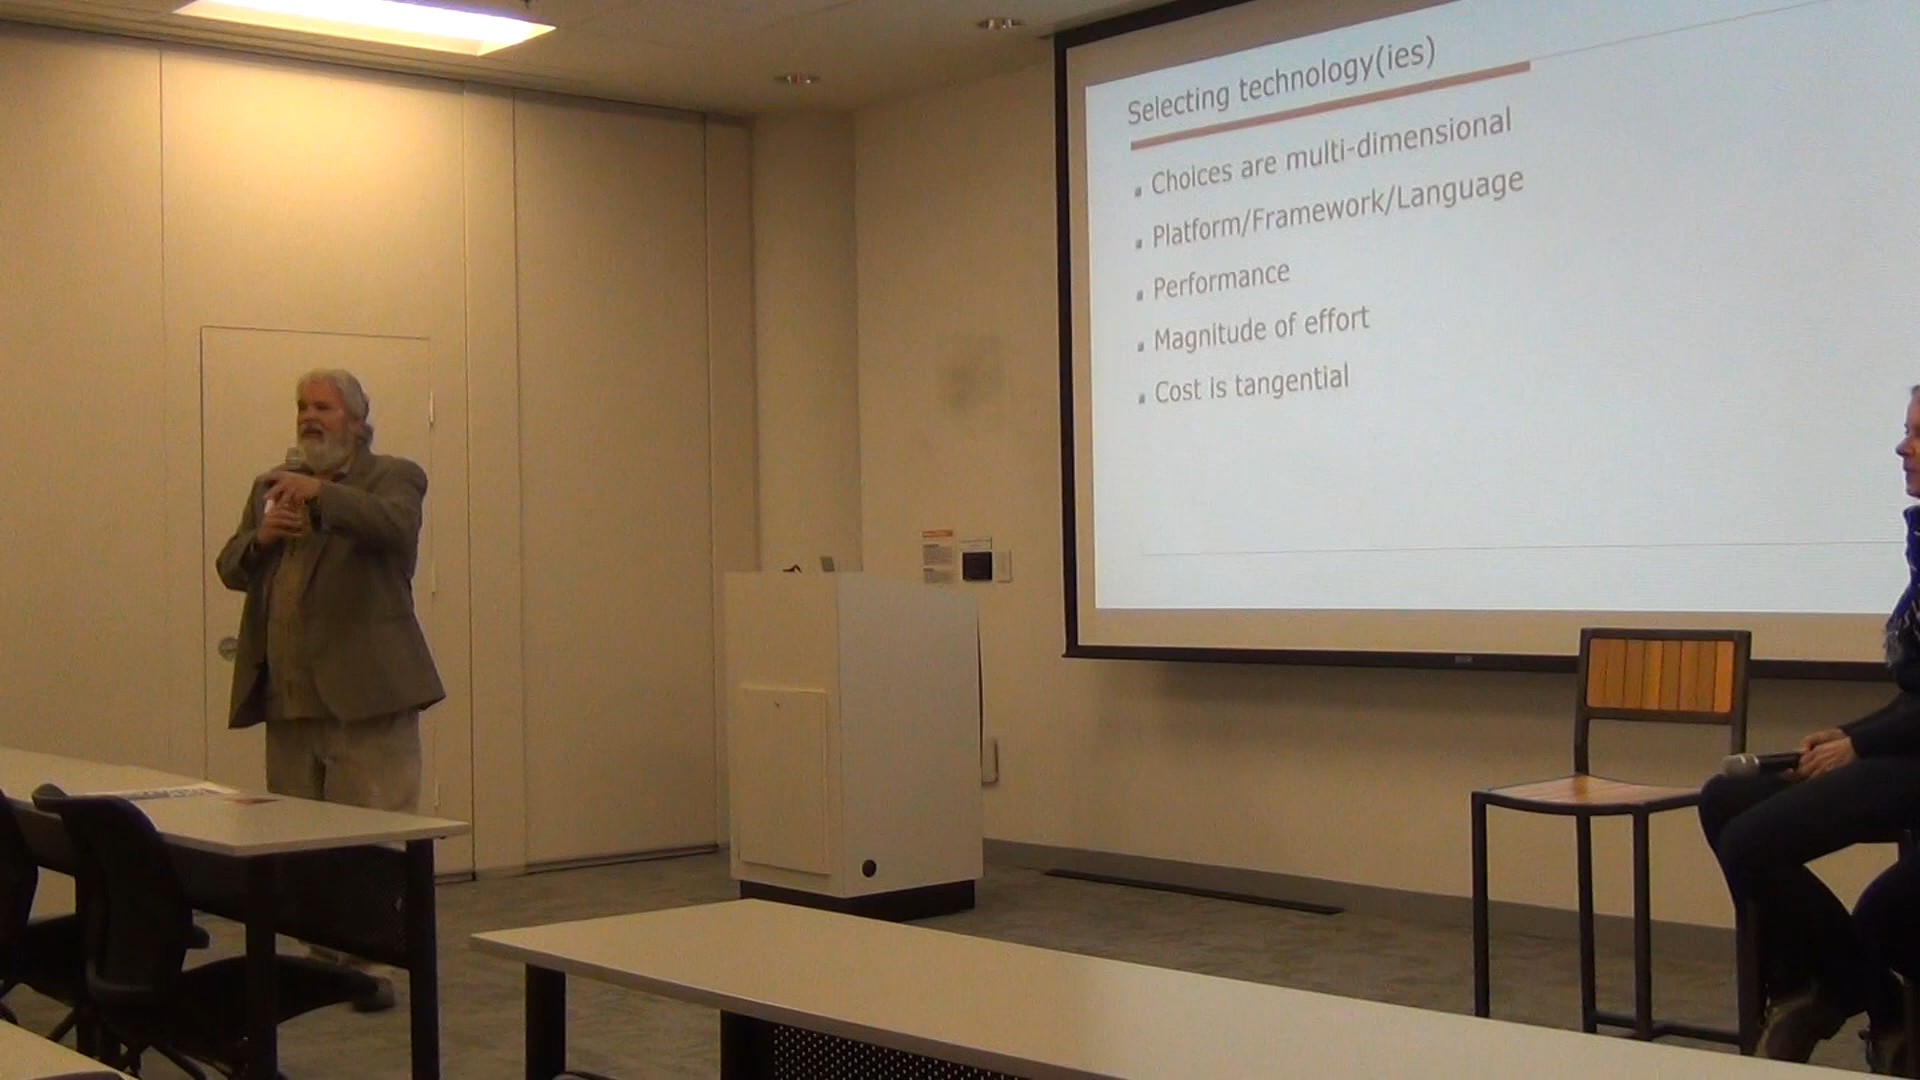 Selecting technology(ies)
Choices are multi-dimensional
Platform/Framework/Language
Performance
Magnitude of effort
Cost is tangential